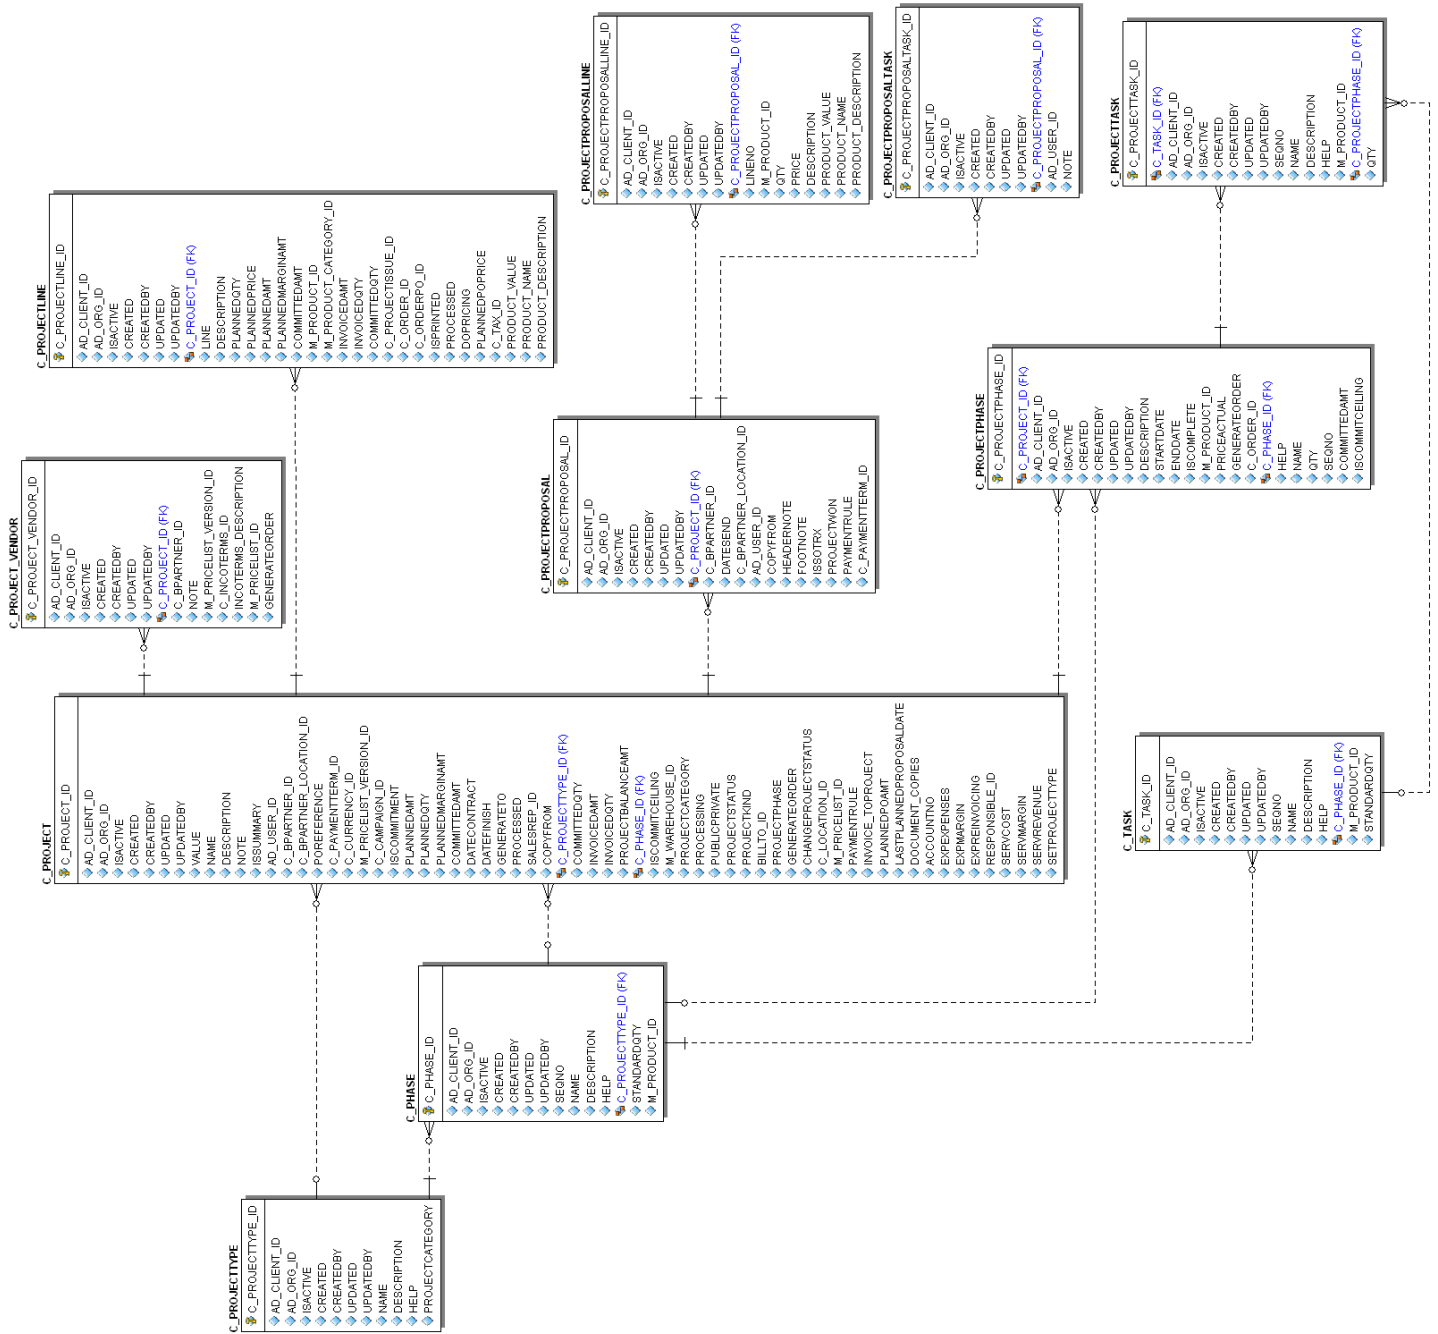 C_PROJECTTYPE
C_PROJECTTYPE_ID
AD_CLIENT_ID
AD_ORG_ID
ISACTIVE
CREATED
CREATEDBY
UPDATED
UPDATEDBY
NAME
DESCRIPTION
HELP
PROJECTCATEGORY
C_PHASE
C_PHASE_ID
AD_CLIENT_ID
AD_ORG_ID
ISACTIVE
CREATED
CREATEDBY
UPDATED
UPDATEDBY
SEQNO
NAME
DESCRIPTION
HELP
C_PROJECTTYPE_ID (FK)
STANDARDQTY
M_PRODUCT_ID
C_PROJECT
C_PROJECT_ID
AD_CLIENT_ID
AD_ORG_ID
ISACTIVE
CREATED
CREATEDBY
UPDATED
UPDATEDBY
VALUE
NAME
DESCRIPTION
NOTE
ISSUMMARY
AD_USER_ID
C_BPARTNER_ID
C_BPARTNER_LOCATION_ID
POREFERENCE
C_PAYMENTTERM_ID
C_CURRENCY_ID
M_PRICELIST_VERSION_ID
C_CAMPAIGN_ID
ISCOMMITMENT
PLANNEDAMT
PLANNEDQTY
PLANNEDMARGINAMT
COMMITTEDAMT
DATECONTRACT
DATEFINISH
GENERATETO
PROCESSED
SALESREP_ID
COPYFROM
C_PROJECTTYPE_ID (FK)
COMMITTEDQTY
INVOICEDAMT
INVOICEDQTY
PROJECTBALANCEAMT
C_PHASE_ID (FK)
ISCOMMITCEILING
M_WAREHOUSE_ID
PROJECTCATEGORY
PROCESSING
PUBLICPRIVATE
PROJECTSTATUS
PROJECTKIND
BILLTO_ID
PROJECTPHASE
GENERATEORDER
CHANGEPROJECTSTATUS
C_LOCATION_ID
M_PRICELIST_ID
PAYMENTRULE
INVOICE_TOPROJECT
PLANNEDPOAMT
LASTPLANNEDPROPOSALDATE
DOCUMENT_COPIES
ACCOUNTNO
EXPEXPENSES
EXPMARGIN
EXPREINVOICING
RESPONSIBLE_ID
SERVCOST
SERVMARGIN
SERVREVENUE
SETPROJECTTYPE
C_TASK
C_TASK_ID
AD_CLIENT_ID
AD_ORG_ID
ISACTIVE
CREATED
CREATEDBY
UPDATED
UPDATEDBY
SEQNO
NAME
DESCRIPTION
HELP
C_PHASE_ID (FK)
M_PRODUCT_ID
STANDARDQTY
C_PROJECT_VENDOR
C_PROJECT_VENDOR_ID
AD_CLIENT_ID
AD_ORG_ID
ISACTIVE
CREATED
CREATEDBY
UPDATED
UPDATEDBY
C_PROJECT_ID (FK)
C_BPARTNER_ID
NOTE
M_PRICELIST_VERSION_ID
C_INCOTERMS_ID
INCOTERMS_DESCRIPTION
M_PRICELIST_ID
GENERATEORDER
C_PROJECTPROPOSAL
C_PROJECTPROPOSAL_ID
AD_CLIENT_ID
AD_ORG_ID
ISACTIVE
CREATED
CREATEDBY
UPDATED
UPDATEDBY
C_PROJECT_ID (FK)
C_BPARTNER_ID
DATESEND
C_BPARTNER_LOCATION_ID
AD_USER_ID
COPYFROM
HEADERNOTE
FOOTNOTE
ISSOTRX
PROJECTWON
PAYMENTRULE
C_PAYMENTTERM_ID
C_PROJECTPHASE
C_PROJECTPHASE_ID
C_PROJECT_ID (FK)
AD_CLIENT_ID
AD_ORG_ID
ISACTIVE
CREATED
CREATEDBY
UPDATED
UPDATEDBY
DESCRIPTION
STARTDATE
ENDDATE
ISCOMPLETE
M_PRODUCT_ID
PRICEACTUAL
GENERATEORDER
C_ORDER_ID
C_PHASE_ID (FK)
HELP
NAME
QTY
SEQNO
COMMITTEDAMT
ISCOMMITCEILING
C_PROJECTLINE
C_PROJECTLINE_ID
AD_CLIENT_ID
AD_ORG_ID
ISACTIVE
CREATED
CREATEDBY
UPDATED
UPDATEDBY
C_PROJECT_ID (FK)
LINE
DESCRIPTION
PLANNEDQTY
PLANNEDPRICE
PLANNEDAMT
PLANNEDMARGINAMT
COMMITTEDAMT
M_PRODUCT_ID
M_PRODUCT_CATEGORY_ID
INVOICEDAMT
INVOICEDQTY
COMMITTEDQTY
C_PROJECTISSUE_ID
C_ORDER_ID
C_ORDERPO_ID
ISPRINTED
PROCESSED
DOPRICING
PLANNEDPOPRICE
C_TAX_ID
PRODUCT_VALUE
PRODUCT_NAME
PRODUCT_DESCRIPTION
C_PROJECTPROPOSALLINE
C_PROJECTPROPOSALLINE_ID
AD_CLIENT_ID
AD_ORG_ID
ISACTIVE
CREATED
CREATEDBY
UPDATED
UPDATEDBY
C_PROJECTPROPOSAL_ID (FK)
LINENO
M_PRODUCT_ID
QTY
PRICE
DESCRIPTION
PRODUCT_VALUE
PRODUCT_NAME
PRODUCT_DESCRIPTION
C_PROJECTPROPOSALTASK
C_PROJECTPROPOSALTASK_ID
AD_CLIENT_ID
AD_ORG_ID
ISACTIVE
CREATED
CREATEDBY
UPDATED
UPDATEDBY
C_PROJECTPROPOSAL_ID (FK)
AD_USER_ID
NOTE
C_PROJECTTASK
C_PROJECTTASK_ID
C_TASK_ID (FK)
AD_CLIENT_ID
AD_ORG_ID
ISACTIVE
CREATED
CREATEDBY
UPDATED
UPDATEDBY
SEQNO
NAME
DESCRIPTION
HELP
M_PRODUCT_ID
C_PROJECTPHASE_ID (FK)
QTY